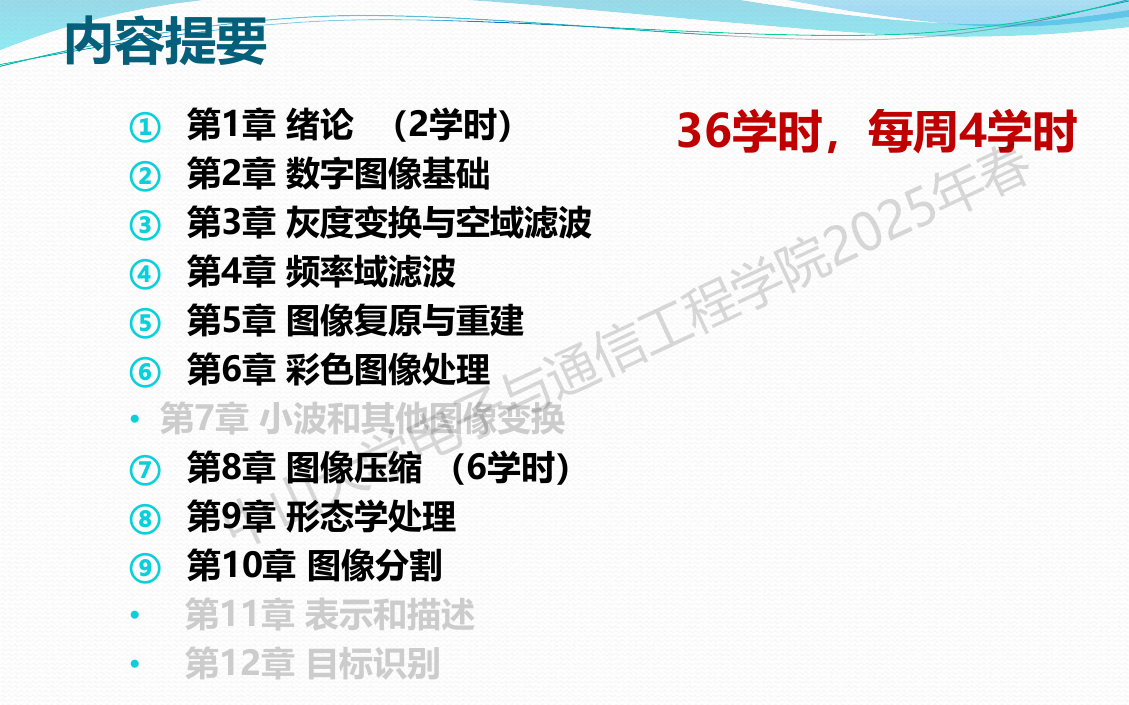 内容提要
① 第1章 绪论 （2学时）
36学时，每周4学时
② 第2章 数字图像基础
③ 第3章 灰度变换与空域滤波
④ 第4章 频率域滤波
⑤ 第5章 图像复原与重建
⑥ 第6章 彩色图像处理
• 第7章 小波和其他图像变换
⑦ 第8章 图像压缩 （6学时）
⑧ 第9章 形态学处理
⑨ 第10章 图像分割
• 第11章 表示和描述
• 第12章 目标识别
中山大学电子与通信工程学院2025年春